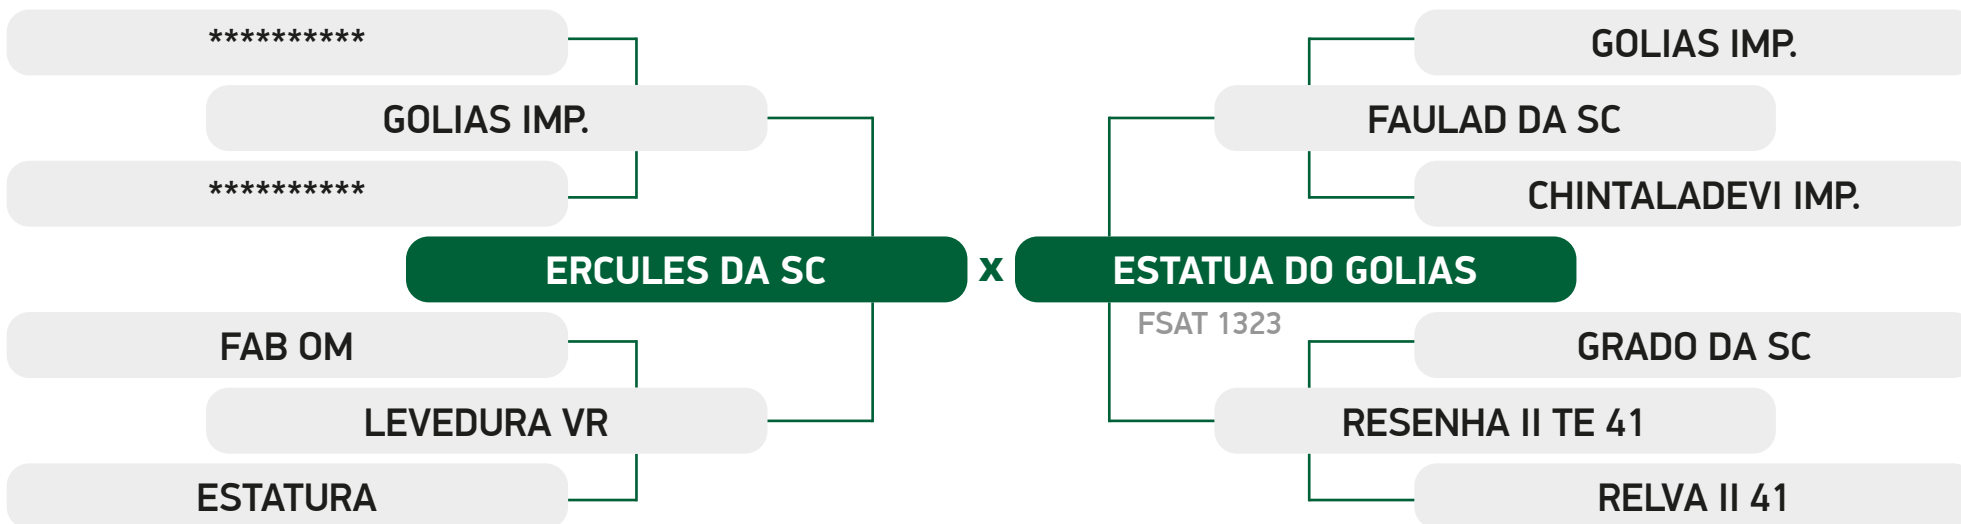 **********
GOLIAS IMP.
**********
ERCULES DA SC
FAB OM
LEVEDURA VR
ESTATURA
x
GOLIAS IMP.
FAULAD DA SC
CHINTALADEVI IMP.
ESTATUA DO GOLIAS
FSAT 1323
GRADO DA SC
RESENHA II TE 41
RELVA II 41